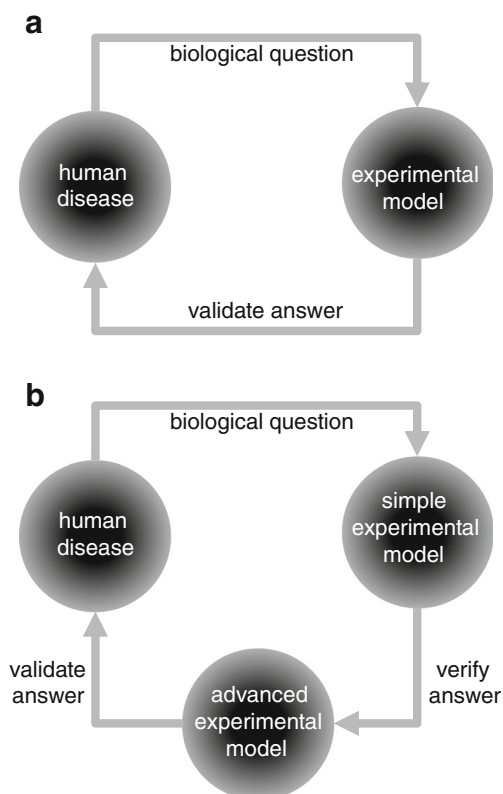 a
biological question
human
disease
experimental
model
validate answer
b
biological question
human
disease
simple
experimental
model
validate
answer
verify
answer
advanced
experimental
model